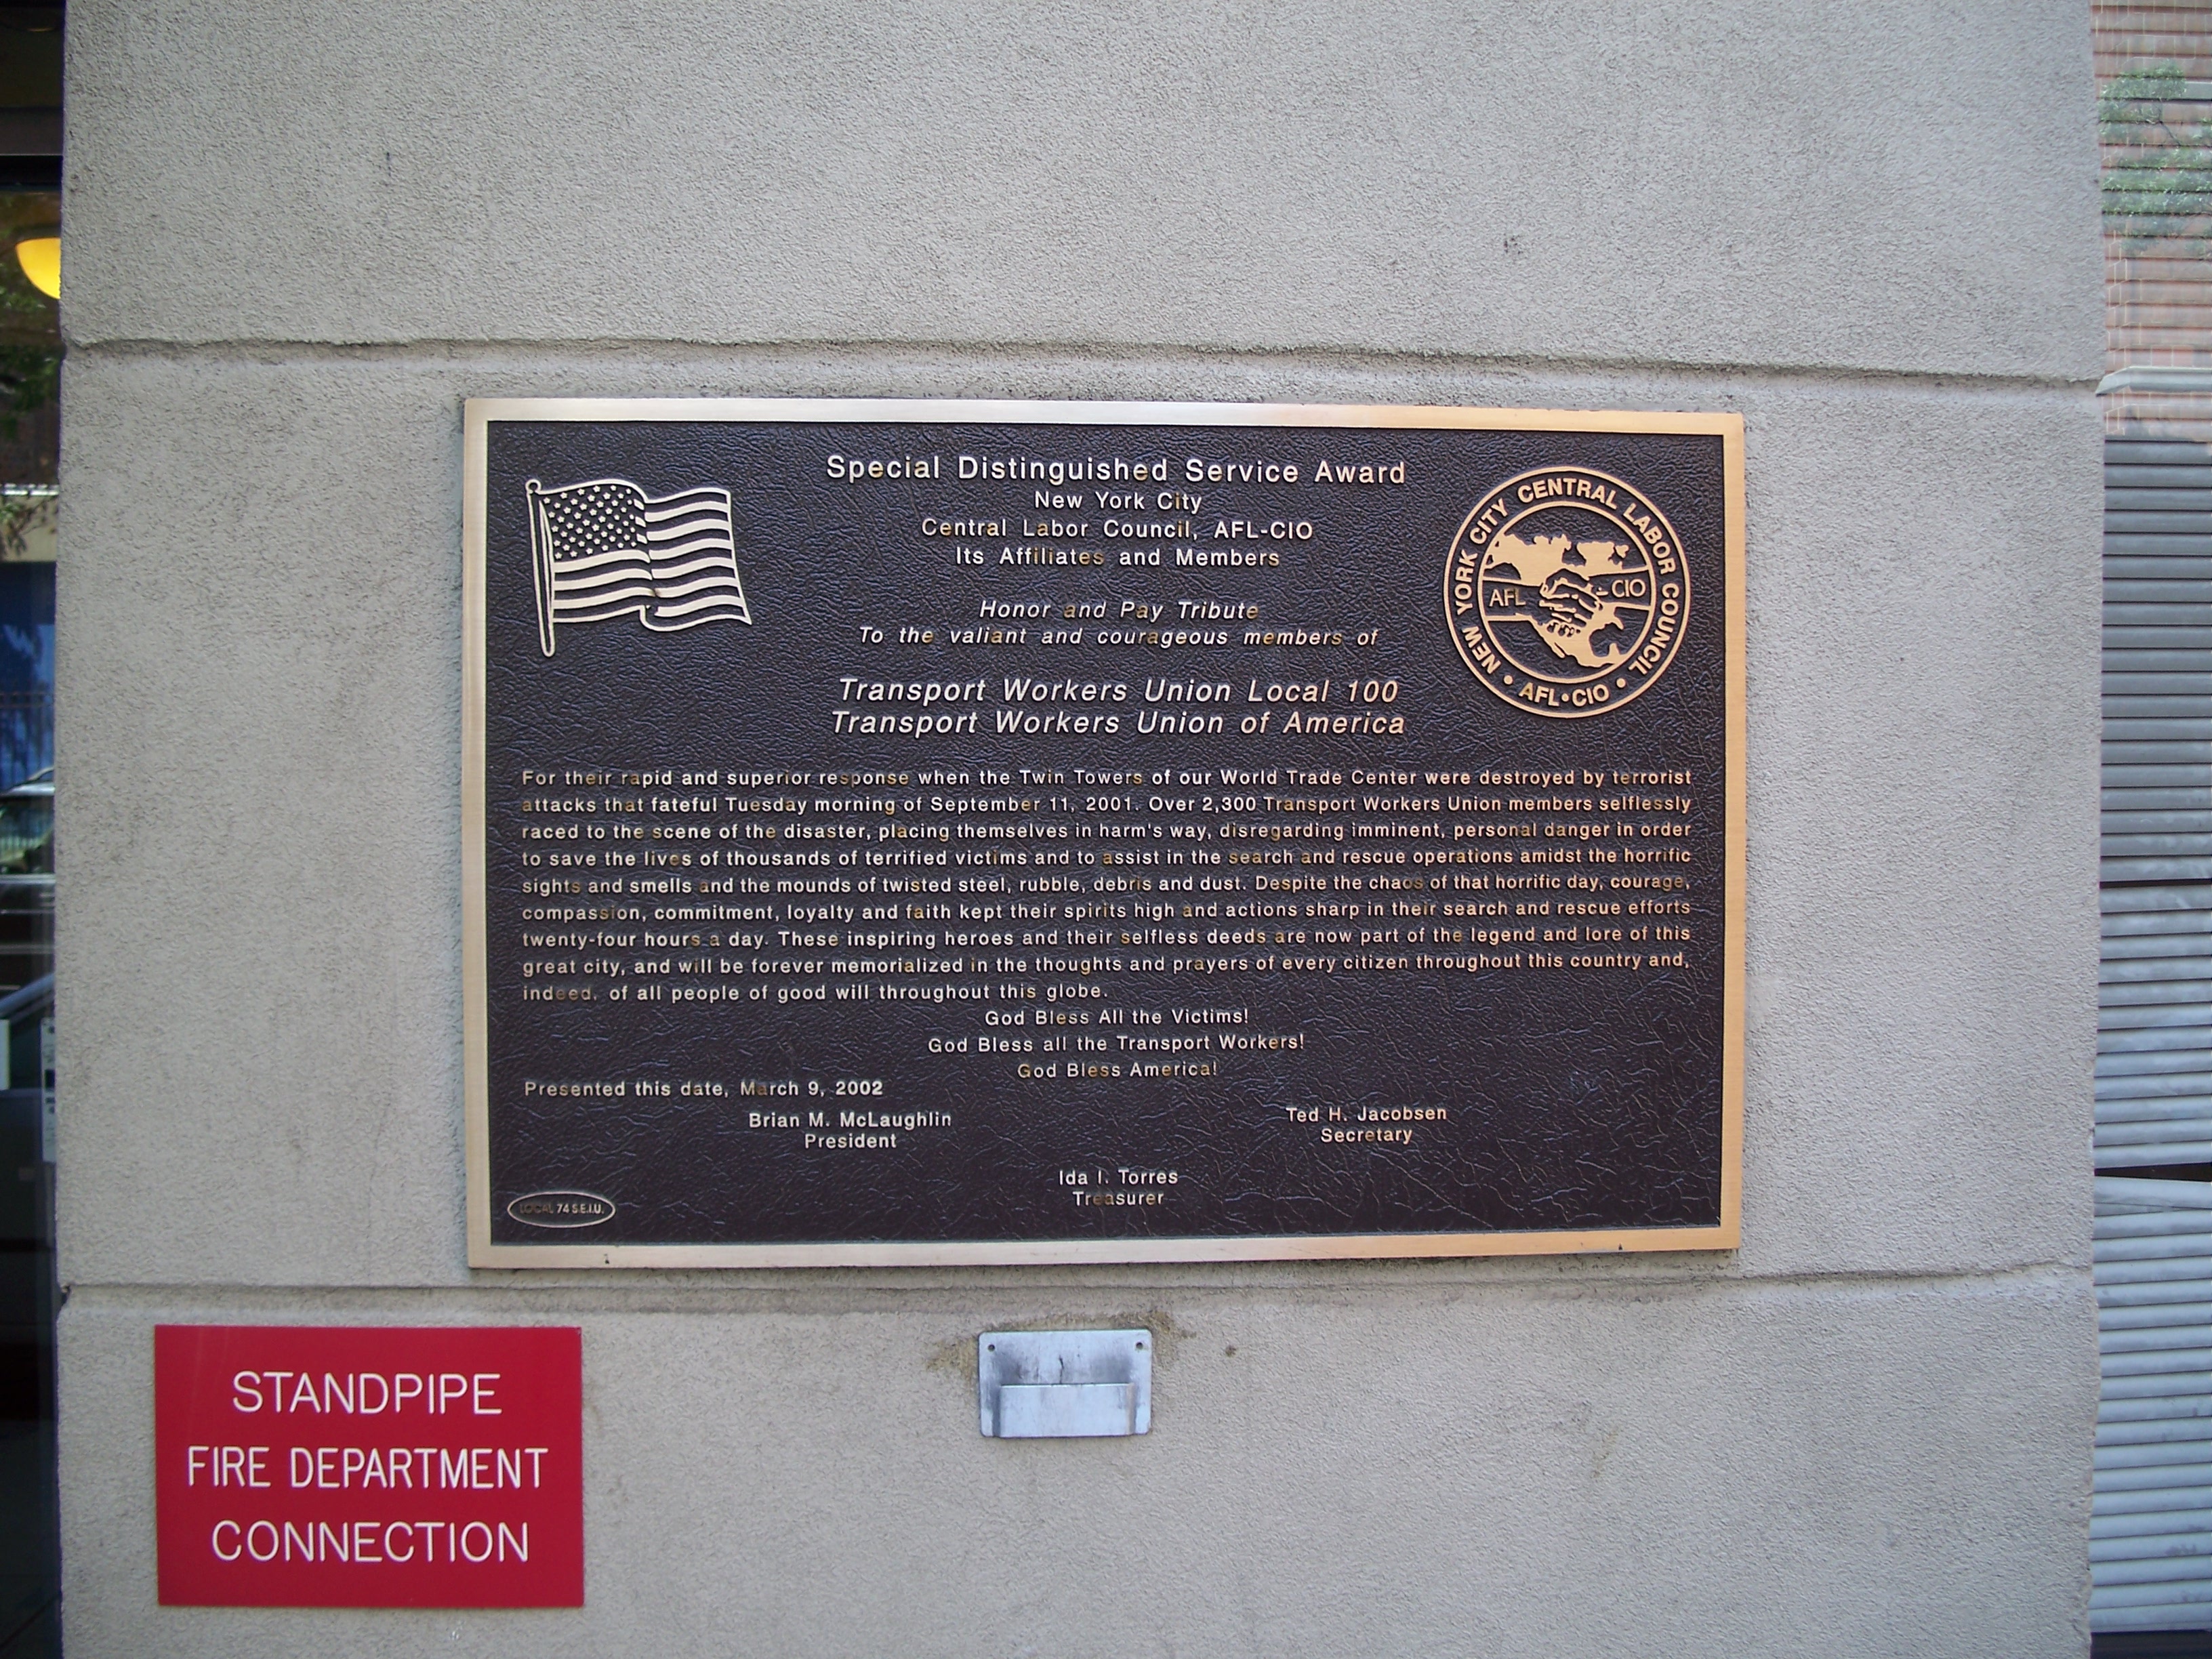 Special Distinguished Service Award
New York City
Central Labor Council, AFL-CIO
Its Affiliates and Members
Honor and Pay Tribute
To the valiant and courageous members of
Transport Workers Union Local 100
Transport Workers Union of America
NEW YORK CITY CENTRAL LABOR COUNCIL
AFL CIO
• AFL•CIO •
For their rapid and superior response when the Twin Towers of our World Trade Center were destroyed by terrorist
attacks that fateful Tuesday morning of September 11, 2001. Over 2,300 Transport Workers Union members selflessly
raced to the scene of the disaster, placing themselves in harm's way, disregarding imminent, personal danger in order
to save the lives of thousands of terrified victims and to assist in the search and rescue operations amidst the horrific
sights and smells and the mounds of twisted steel, rubble, debris and dust. Despite the chaos of that horrific day, courage,
compassion, commitment, loyalty and faith kept their spirits high and actions sharp in their search and rescue efforts
twenty-four hours a day. These inspiring heroes and their selfless deeds are now part of the legend and lore of this
great city, and will be forever memorialized in the thoughts and prayers of every citizen throughout this country and,
indeed, of all people of good will throughout this globe.
God Bless All the Victims!
God Bless all the Transport Workers!
God Bless America!
Presented this date, March 9, 2002
Brian M. McLaughlin
President
Ted H. Jacobsen
Secretary
Ida I. Torres
Treasurer
LOCAL 74 S.E.I.U.
STANDPIPE
FIRE DEPARTMENT
CONNECTION